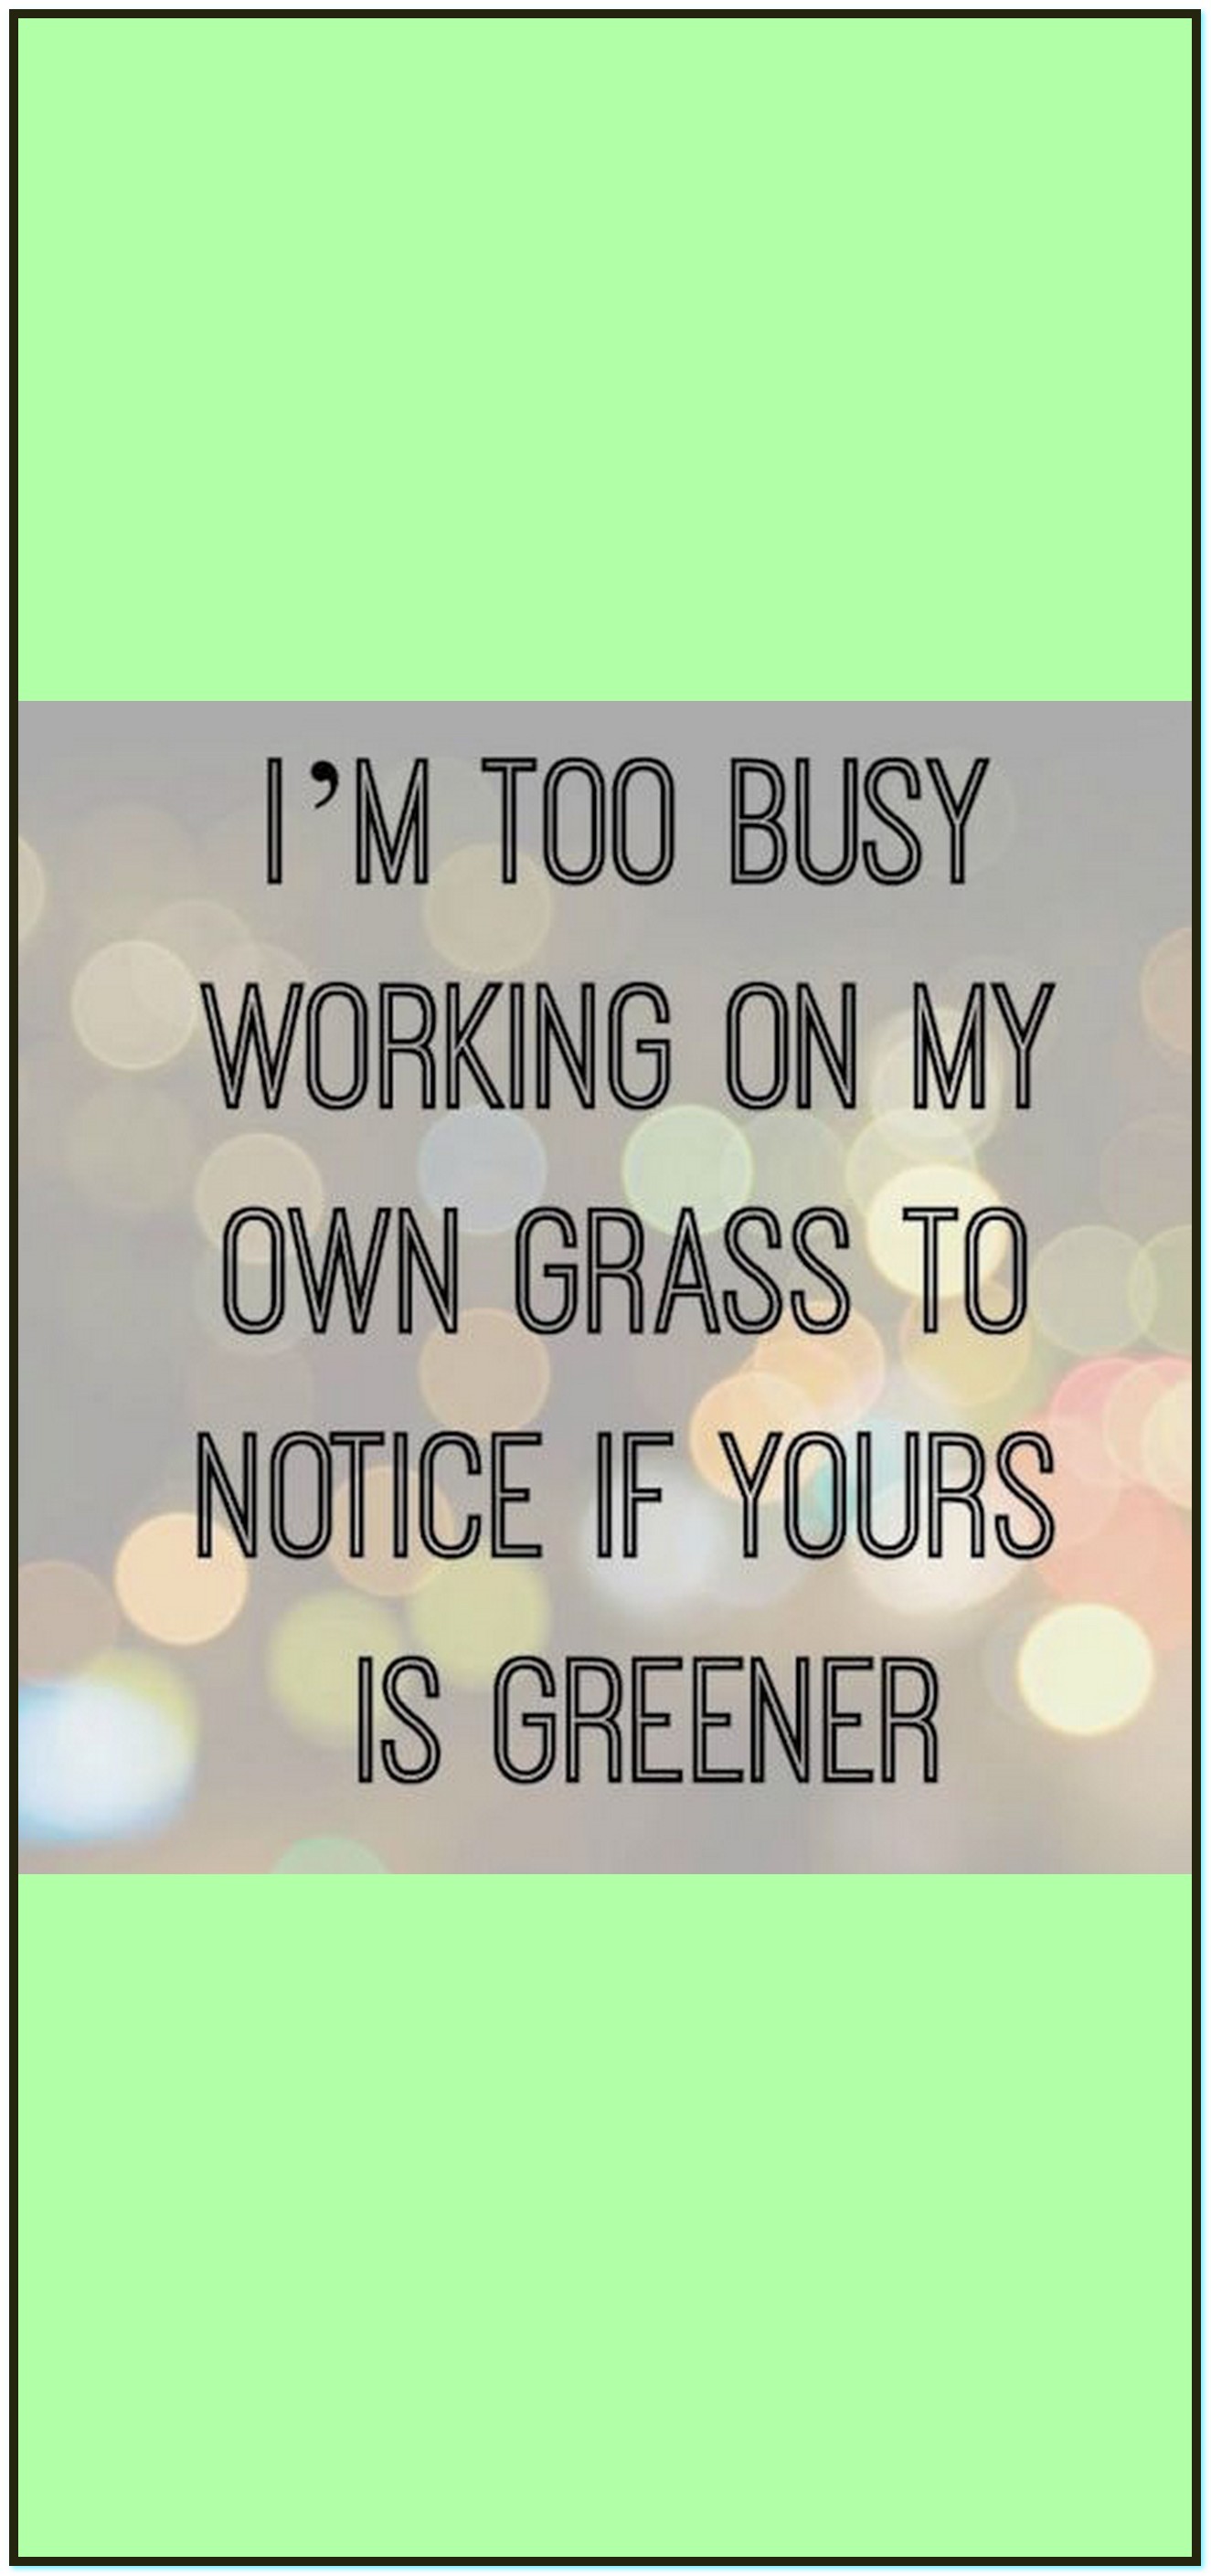 I'M TOO BUSY
WORKING ON MY
OWN GRASS TO
NOTICE IF YOURS
IS GREENER